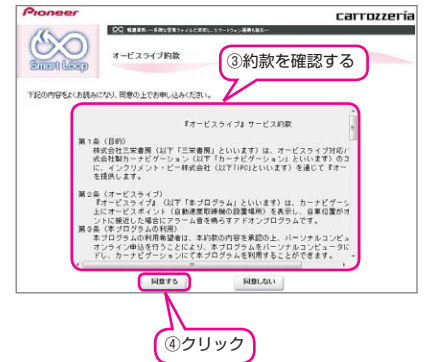 Pioneer
carrozzeria
Smart Loop
オービスライブ約款
③約款を確認する
下記の内容をよくお読みになり、同意の上でお申し込みください。
『オービスライブ』サービス約款
第1条（目的）
株式会社三栄書房（以下「三栄書房」といいます）は、オービスライブ対応パ
式会社製カーナビゲーション（以下「カーナビゲーション」といいます）のユ
に、インクリメント・ピー株式会社（以下「IPC」といいます）を通じて『オー
を提供します。
第2条（オービスライブ）
『オービスライブ』（以下「本プログラム」といいます）は、カーナビゲーシ
上にオービスポイント（自動速度取締機の設置場所）を表示し、自車位置がオ
ントに接近した場合にアラーム音を鳴らすアドオンプログラムです。
第3条（本プログラムの利用）
本プログラムの利用希望者は、本約款の内容を承認の上、パーソナルコンピュ
オンライン申込を行うことにより、本プログラムをパーソナルコンピュータに
ドし、カーナビゲーションにて本プログラムを利用することができます。
同意する
同意しない
④クリック